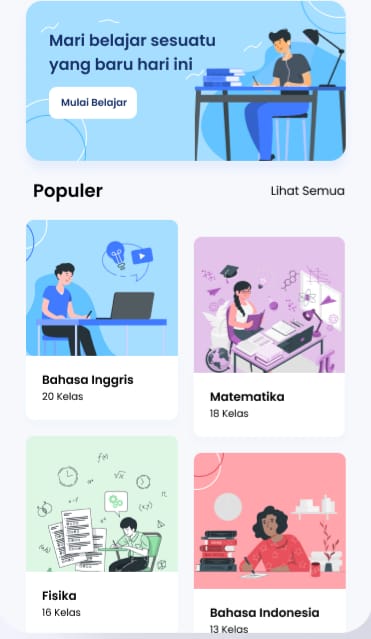 Mari belajar sesuatu
yang baru hari ini
Mulai Belajar
Populer
Lihat Semua
Bahasa Inggris
20 Kelas
Matematika
18 Kelas
f(x)
√x
Fisika
16 Kelas
Bahasa Indonesia
13 Kelas